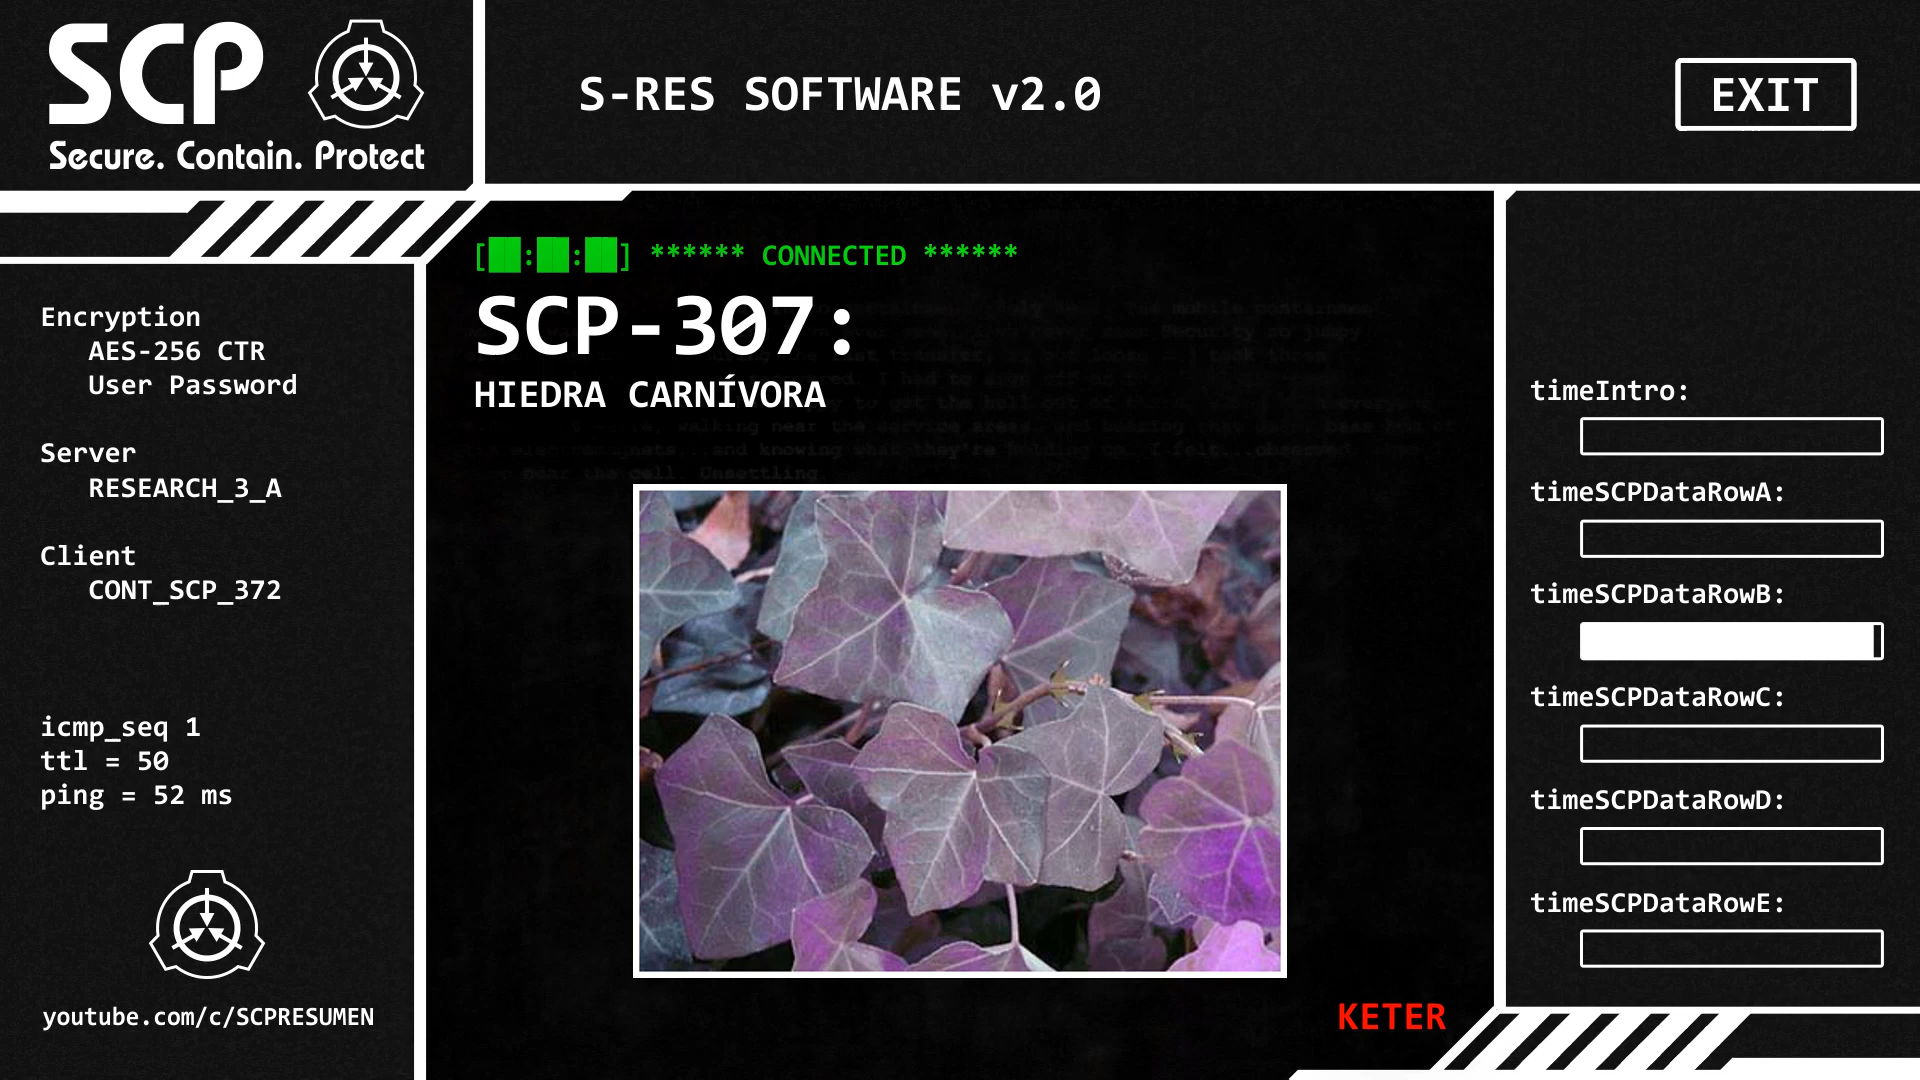 SCP
Secure. Contain. Protect
S-RES SOFTWARE v2.0
EXIT
[██:██:██] ****** CONNECTED ******
SCP-307:
HIEDRA CARNÍVORA
Encryption
AES-256 CTR
User Password
Server
RESEARCH_3_A
Client
CONT_SCP_372
icmp_seq 1
ttl = 50
ping = 52 ms
youtube.com/c/SCPRESUMEN
KETER
timeIntro:
timeSCPDataRowA:
timeSCPDataRowB:
timeSCPDataRowC:
timeSCPDataRowD:
timeSCPDataRowE: